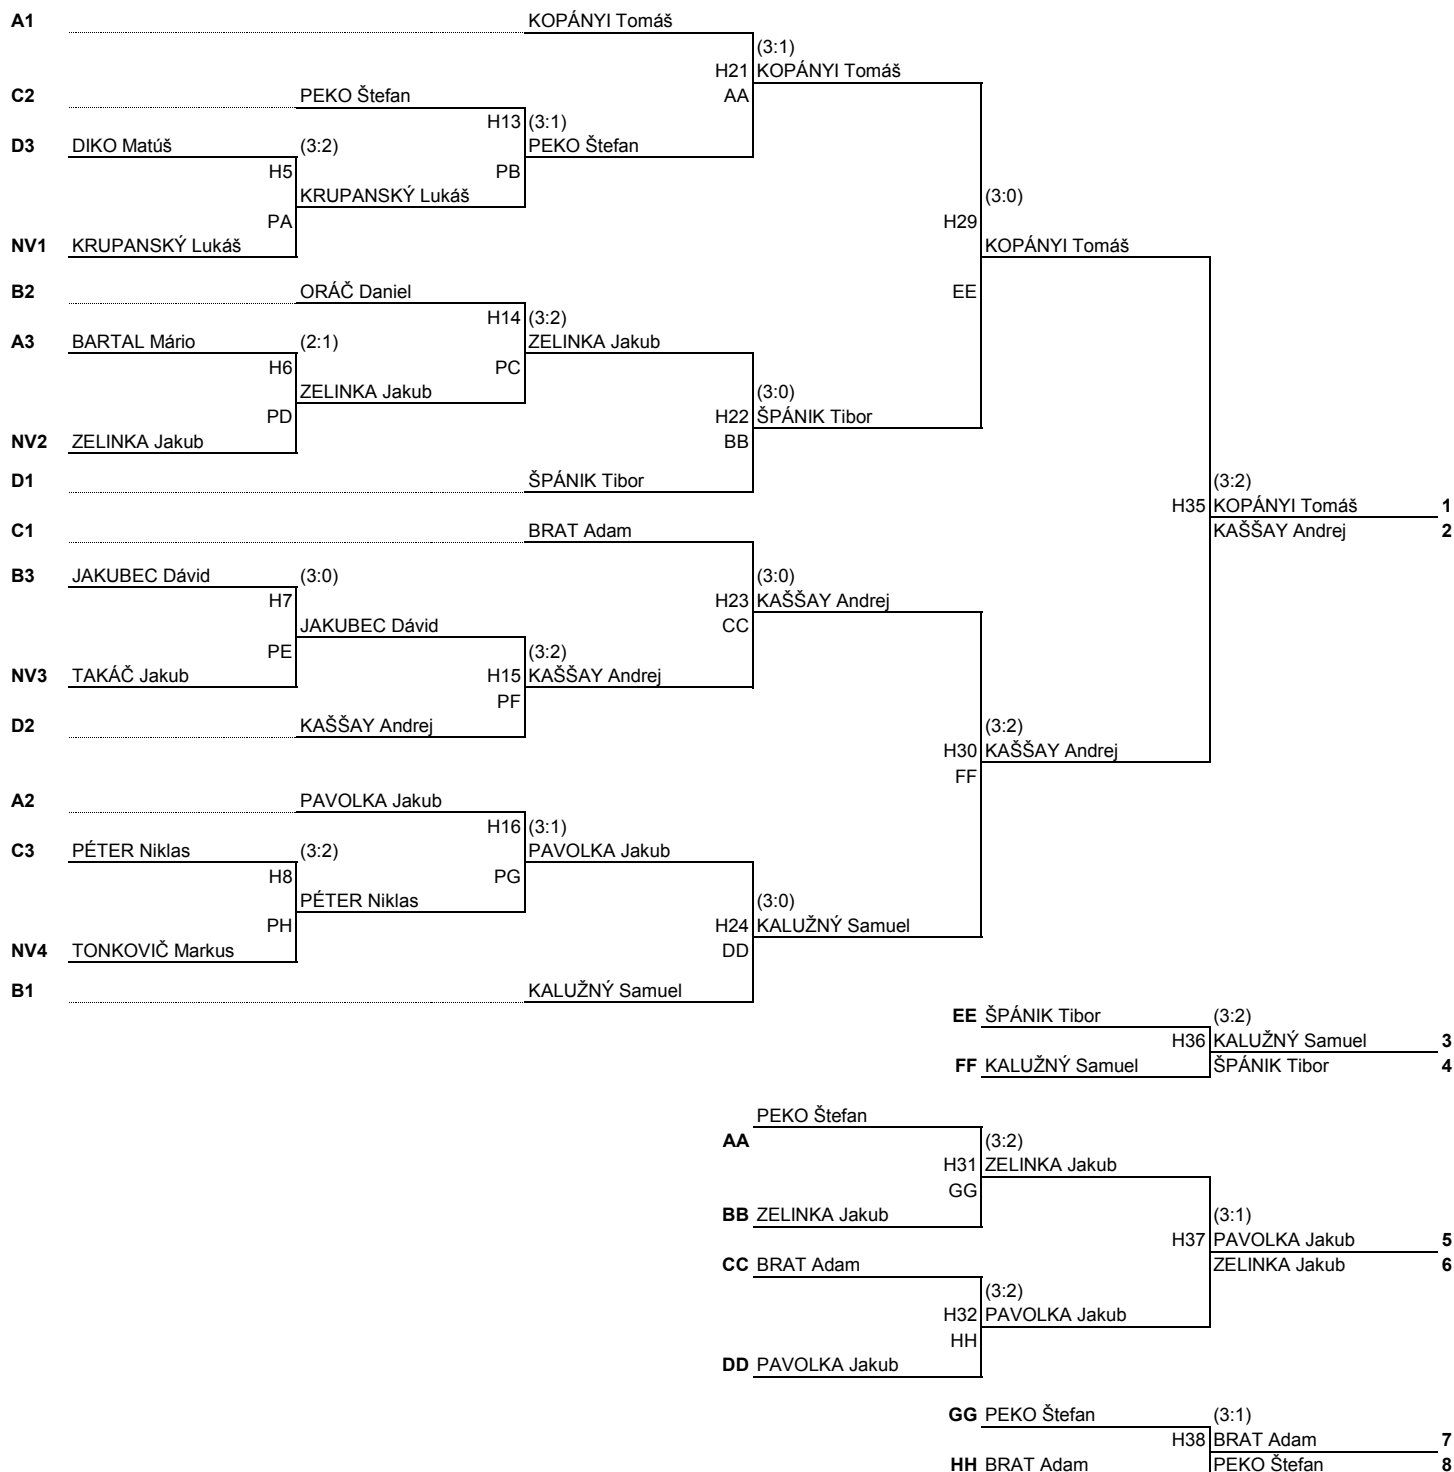 A1 KOPÁNYI Tomáš
(3:1)
H21 KOPÁNYI Tomáš
C2 PEKO Štefan AA
H13 (3:1)
D3 DIKO Matúš (3:2) PEKO Štefan
H5 PB
KRUPANSKÝ Lukáš (3:0)
PA H29
NV1 KRUPANSKÝ Lukáš KOPÁNYI Tomáš
B2 ORÁČ Daniel EE
H14 (3:2)
A3 BARTAL Mário (2:1) ZELINKA Jakub
H6 PC
ZELINKA Jakub (3:0)
PD H22 ŠPÁNIK Tibor
NV2 ZELINKA Jakub BB
D1 ŠPÁNIK Tibor (3:2)
H35 KOPÁNYI Tomáš 1
C1 BRAT Adam KAŠŠAY Andrej 2
B3 JAKUBEC Dávid (3:0) (3:0)
H7 H23 KAŠŠAY Andrej
JAKUBEC Dávid CC
PE (3:2)
NV3 TAKÁČ Jakub H15 KAŠŠAY Andrej
PF
D2 KAŠŠAY Andrej (3:2)
H30 KAŠŠAY Andrej
FF
A2 PAVOLKA Jakub
H16 (3:1)
C3 PÉTER Niklas (3:2) PAVOLKA Jakub
H8 PG
PÉTER Niklas (3:0)
PH H24 KALUŽNÝ Samuel
NV4 TONKOVIČ Markus DD
B1 KALUŽNÝ Samuel
EE ŠPÁNIK Tibor (3:2)
H36 KALUŽNÝ Samuel 3
FF KALUŽNÝ Samuel ŠPÁNIK Tibor 4
PEKO Štefan
AA (3:2)
H31 ZELINKA Jakub
GG
BB ZELINKA Jakub (3:1)
H37 PAVOLKA Jakub 5
CC BRAT Adam ZELINKA Jakub 6
(3:2)
H32 PAVOLKA Jakub
HH
DD PAVOLKA Jakub
GG PEKO Štefan (3:1)
H38 BRAT Adam 7
HH BRAT Adam PEKO Štefan 8